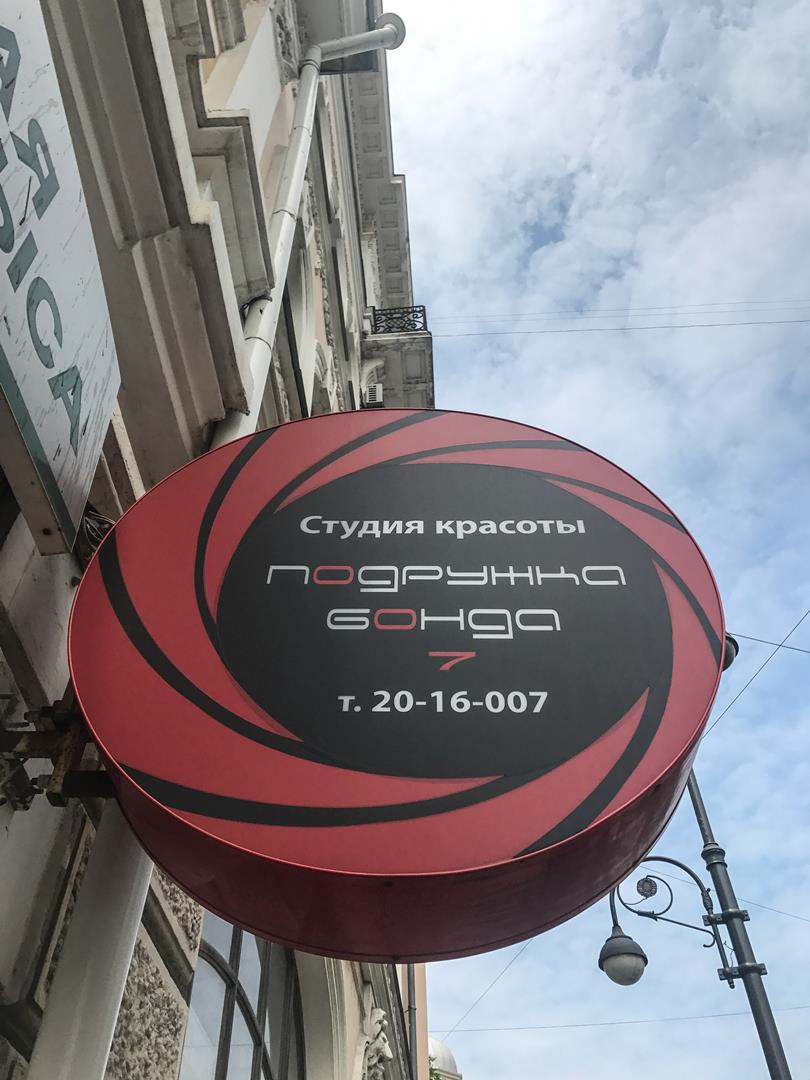 Студия красоты
подружка
бонда
7
т. 20-16-007